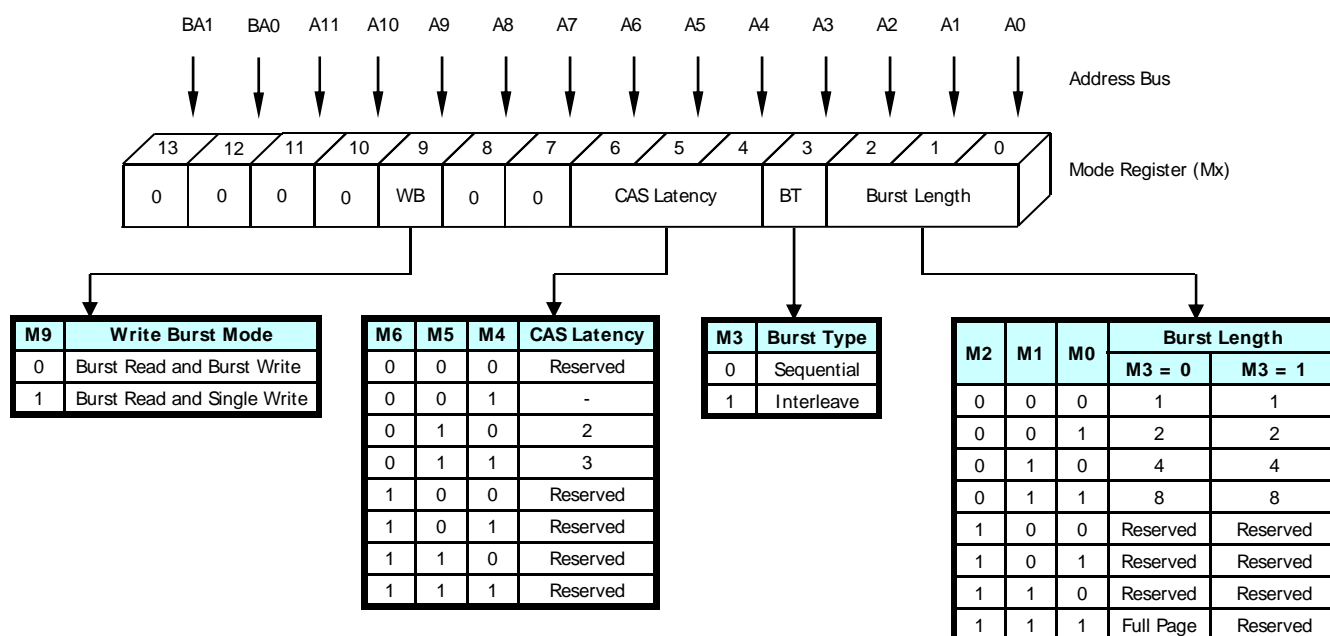 BA1 BA0 A11 A10 A9 A8 A7 A6 A5 A4 A3 A2 A1 A0
Address Bus
13 12 11 10 9 8 7 6 5 4 3 2 1 0
Mode Register (Mx)
0 0 0 0 WB 0 0 CAS Latency BT Burst Length
M9 Write Burst Mode
0 Burst Read and Burst Write
1 Burst Read and Single Write
M6 M5 M4 CAS Latency
0 0 0 Reserved
0 0 1 -
0 1 0 2
0 1 1 3
1 0 0 Reserved
1 0 1 Reserved
1 1 0 Reserved
1 1 1 Reserved
M3 Burst Type
0 Sequential
1 Interleave
M2 M1 M0 Burst Length
M3 = 0 M3 = 1
0 0 0 1 1
0 0 1 2 2
0 1 0 4 4
0 1 1 8 8
1 0 0 Reserved Reserved
1 0 1 Reserved Reserved
1 1 0 Reserved Reserved
1 1 1 Full Page Reserved